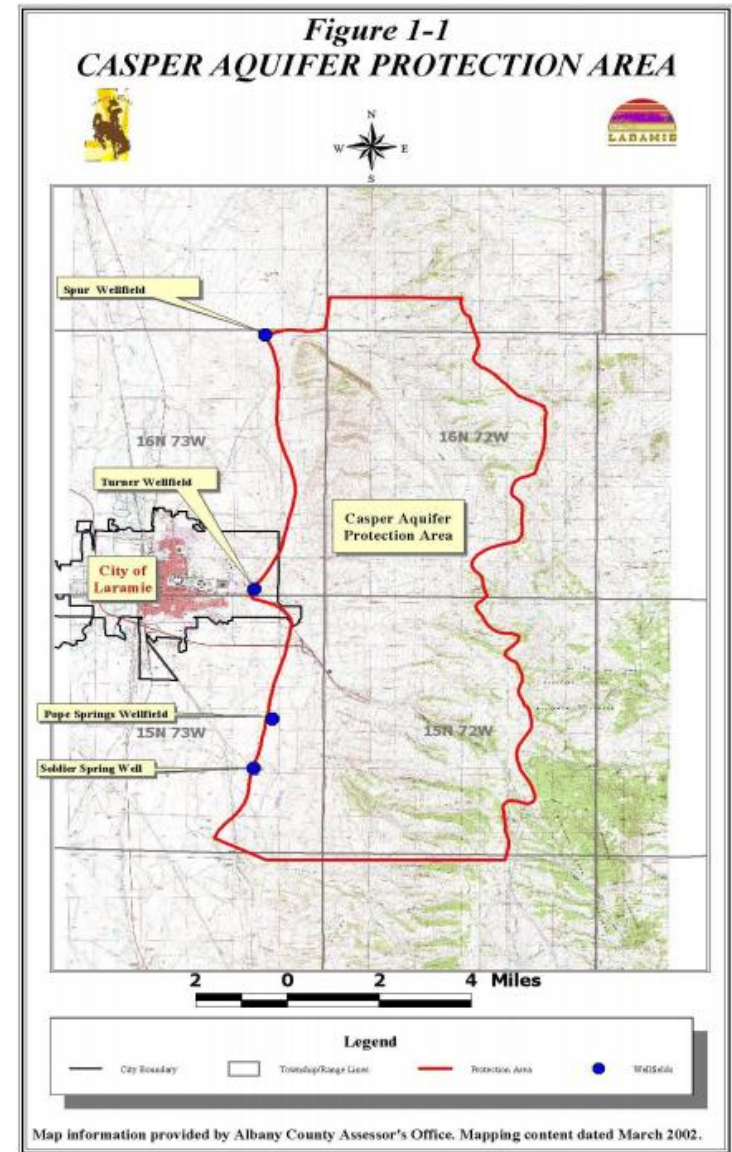 Figure 1-1
CASPER AQUIFER PROTECTION AREA
LARAMIE
N
W E
S
Spur Wellfield
16N 73W
16N 72W
Turner Wellfield
Casper Aquifer
Protection Area
City of
Laramie
Pope Springs Wellfield
15N 73W
15N 72W
Soldier Spring Well
2 0 2 4 Miles
Legend
City Boundary
Township/Range Lines
Protection Area
Wellfields
Map information provided by Albany County Assessor's Office. Mapping content dated March 2002.